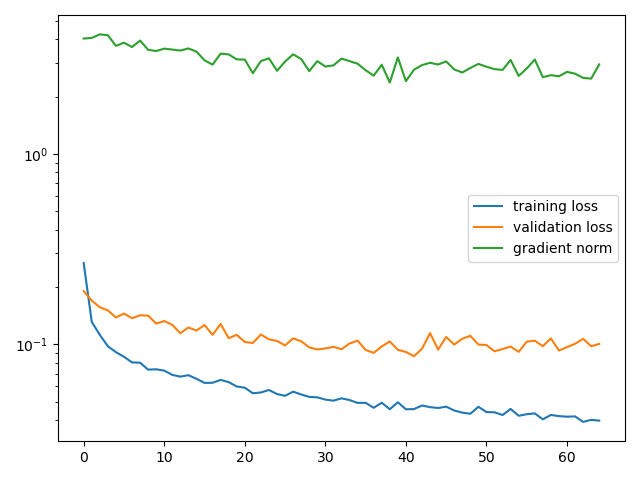 10⁰
10⁻¹
training loss
validation loss
gradient norm
0 10 20 30 40 50 60